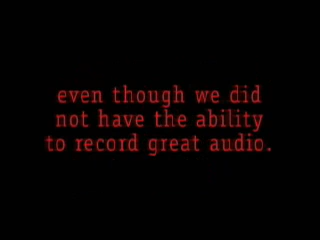 even though we did
not have the ability
to record great audio.